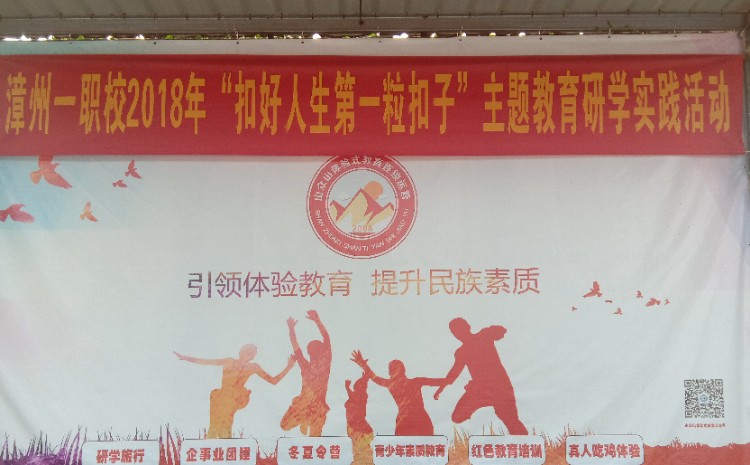 漳州一职校2018年“扣好人生第一粒扣子”主题教育研学实践活动
2008
引领体验教育 提升民族素质
研学旅行 企事业团建 冬夏令营 青少年素质教育 红色教育培训 真人吃鸡体验